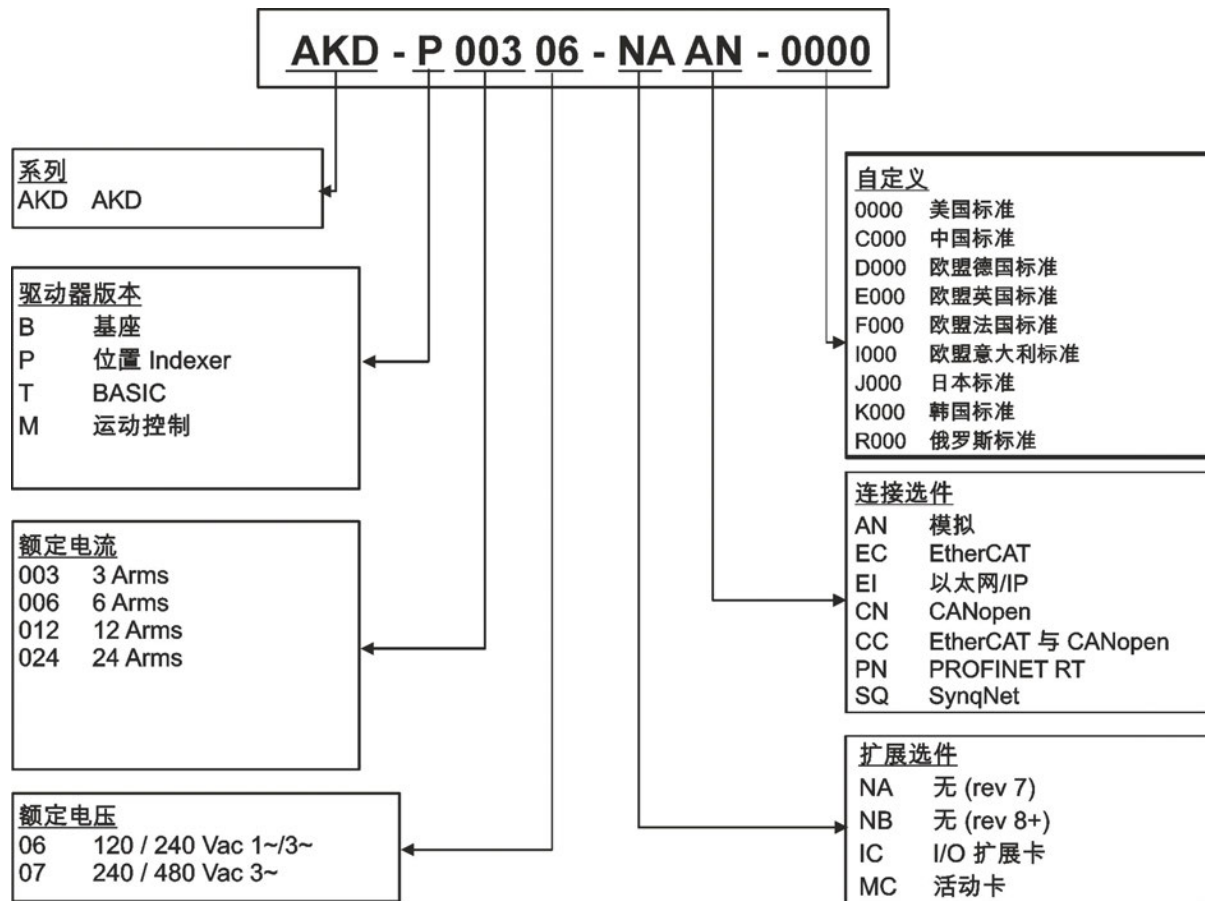 AKD - P 003 06 - NA AN - 0000
系列
AKD AKD
驱动器版本
B 基座
P 位置 Indexer
T BASIC
M 运动控制
额定电流
003 3 Arms
006 6 Arms
012 12 Arms
024 24 Arms
额定电压
06 120 / 240 Vac 1~/3~
07 240 / 480 Vac 3~
自定义
0000 美国标准
C000 中国标准
D000 欧盟德国标准
E000 欧盟英国标准
F000 欧盟法国标准
I000 欧盟意大利标准
J000 日本标准
K000 韩国标准
R000 俄罗斯标准
连接选件
AN 模拟
EC EtherCAT
EI 以太网/IP
CN CANopen
CC EtherCAT 与 CANopen
PN PROFINET RT
SQ SynqNet
扩展选件
NA 无 (rev 7)
NB 无 (rev 8+)
IC I/O 扩展卡
MC 活动卡